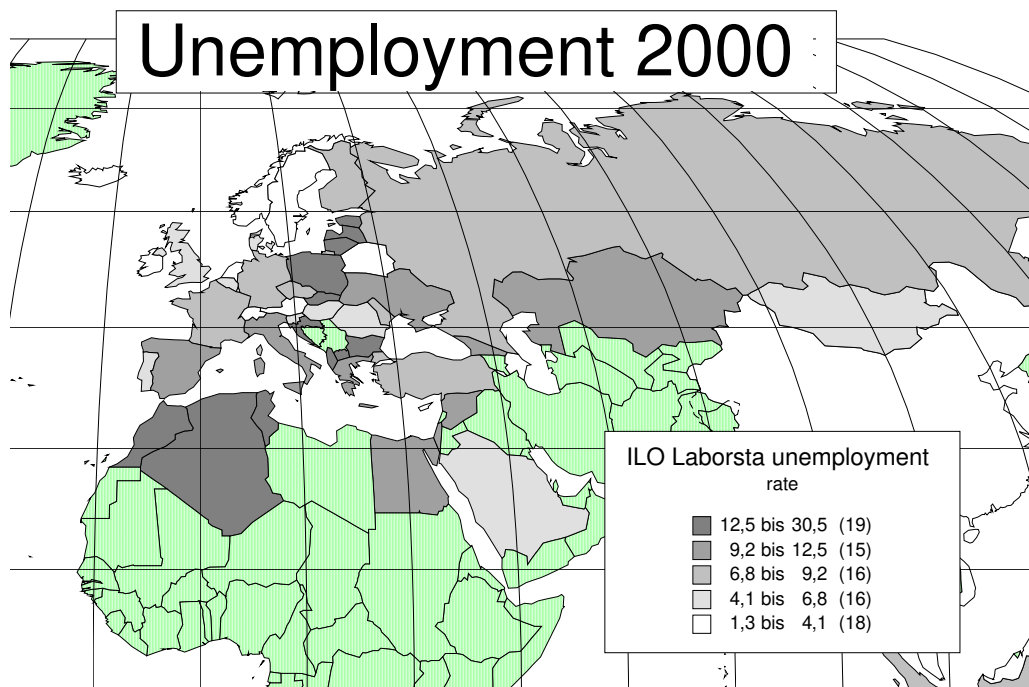 Unemployment 2000
ILO Laborsta unemployment
rate
12,5 bis 30,5 (19)
9,2 bis 12,5 (15)
6,8 bis 9,2 (16)
4,1 bis 6,8 (16)
1,3 bis 4,1 (18)